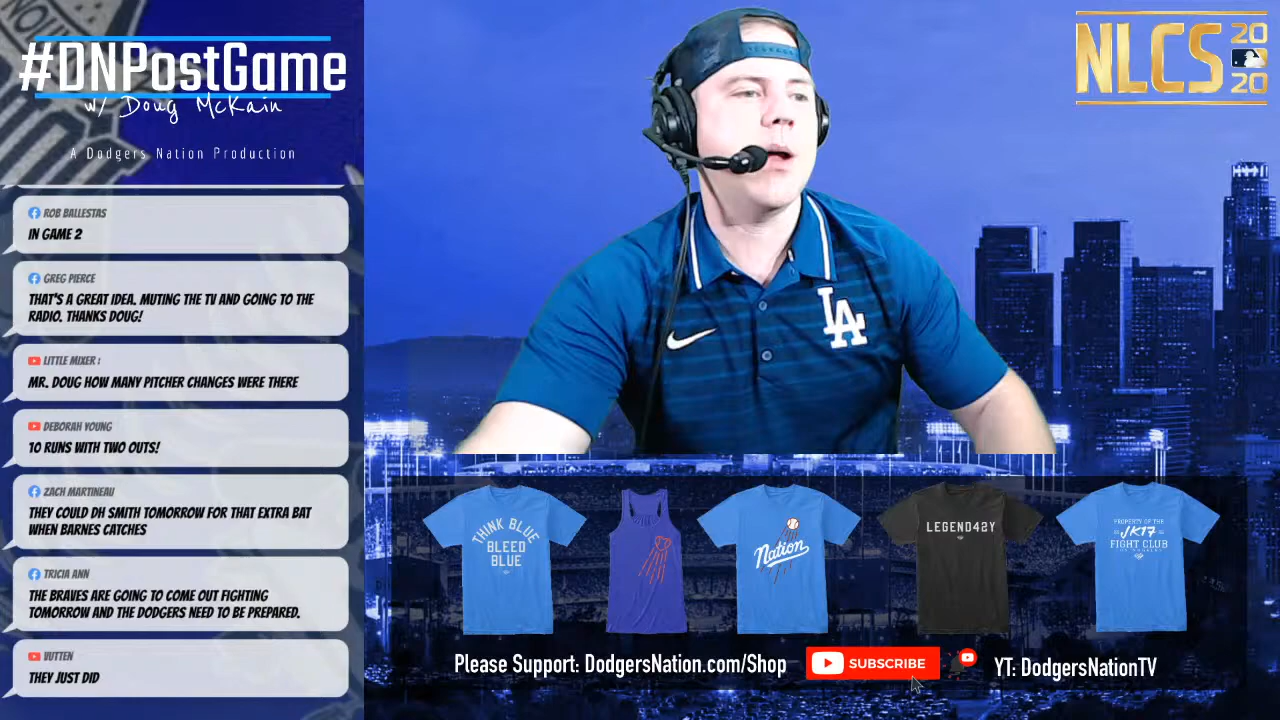 #DNPostGame
w/ Doug McKain
A Dodgers Nation Production
ROB BALLESTAS
IN GAME 2
GREG PIERCE
THAT'S A GREAT IDEA. MUTING THE TV AND GOING TO THE
RADIO. THANKS DOUG!
LITTLE MIXER :
MR. DOUG HOW MANY PITCHER CHANGES WERE THERE
DEBORAH YOUNG
10 RUNS WITH TWO OUTS!
ZACH MARTINEAU
THEY COULD DH SMITH TOMORROW FOR THAT EXTRA BAT
WHEN BARNES CATCHES
TRICIA ANN
THE BRAVES ARE GOING TO COME OUT FIGHTING
TOMORROW AND THE DODGERS NEED TO BE PREPARED.
VUTTEN
THEY JUST DID
NLCS
20
20
LA
THINK BLUE
BLEED
BLUE
Nation
LEGEND42Y
PROPERTY OF THE
JK17
FIGHT CLUB
Please Support: DodgersNation.com/Shop
SUBSCRIBE
YT: DodgersNationTV